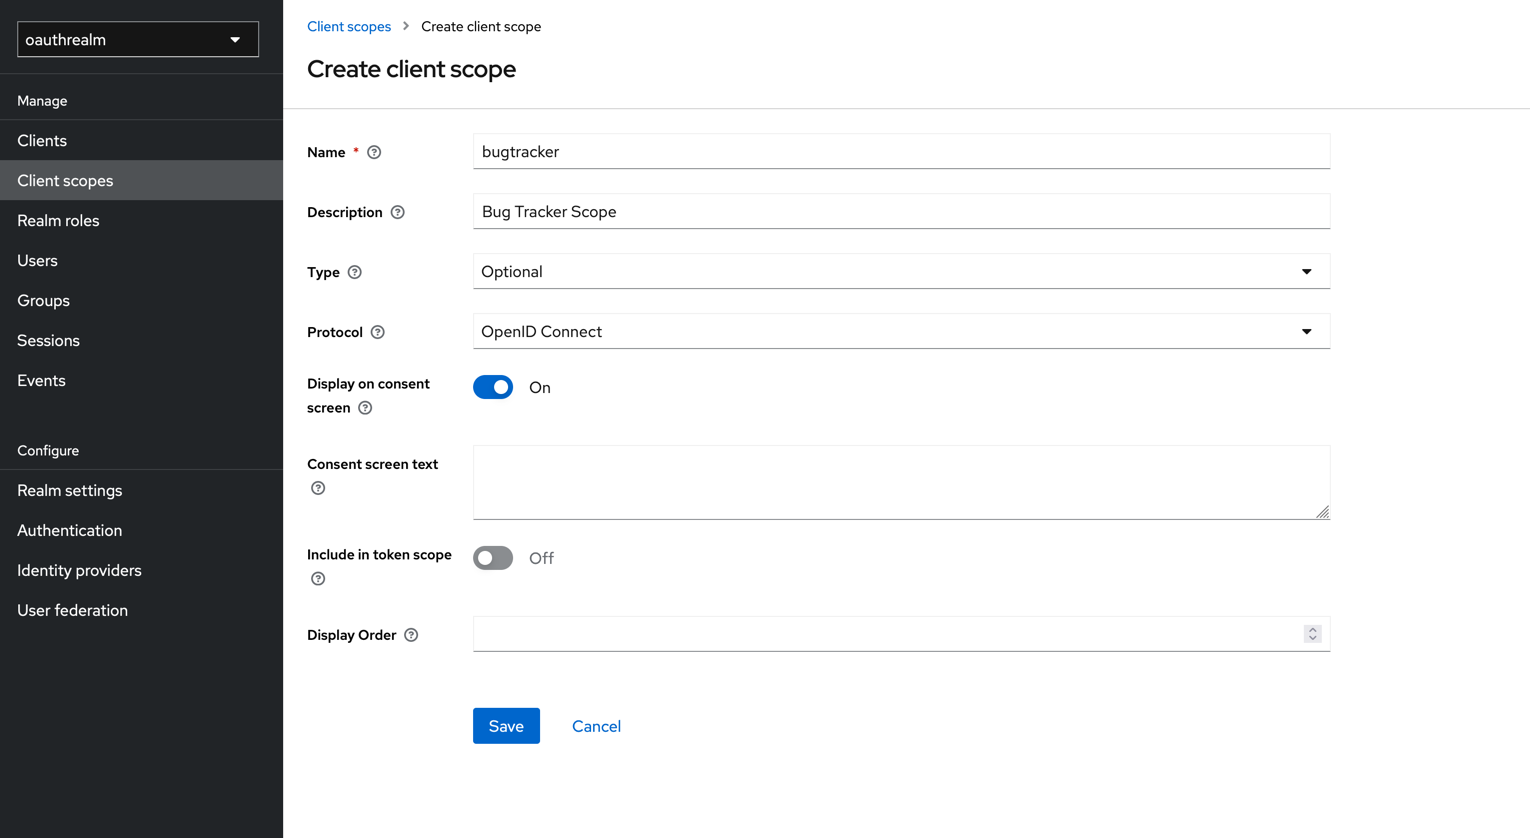 oauthrealm
Manage
Clients
Client scopes
Realm roles
Users
Groups
Sessions
Events
Configure
Realm settings
Authentication
Identity providers
User federation
Client scopes > Create client scope
Create client scope
Name * bugtracker
Description Bug Tracker Scope
Type Optional
Protocol OpenID Connect
Display on consent
screen
On
Consent screen text
Include in token scope Off
Display Order
Save Cancel